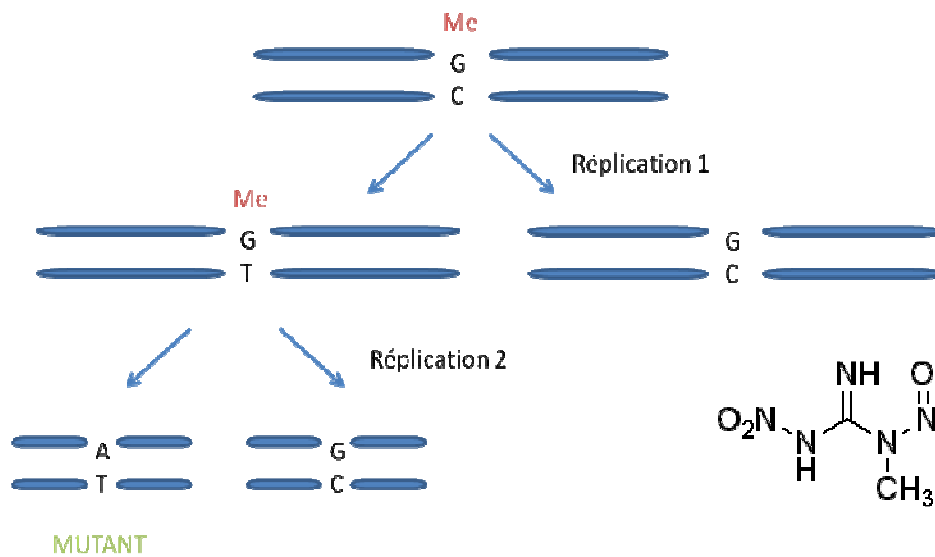 Me
G
C
Réplication 1
Me
G
T
G
C
Réplication 2
A
T
G
C
MUTANT
NH
O
O₂N
N
H
N
N
CH₃